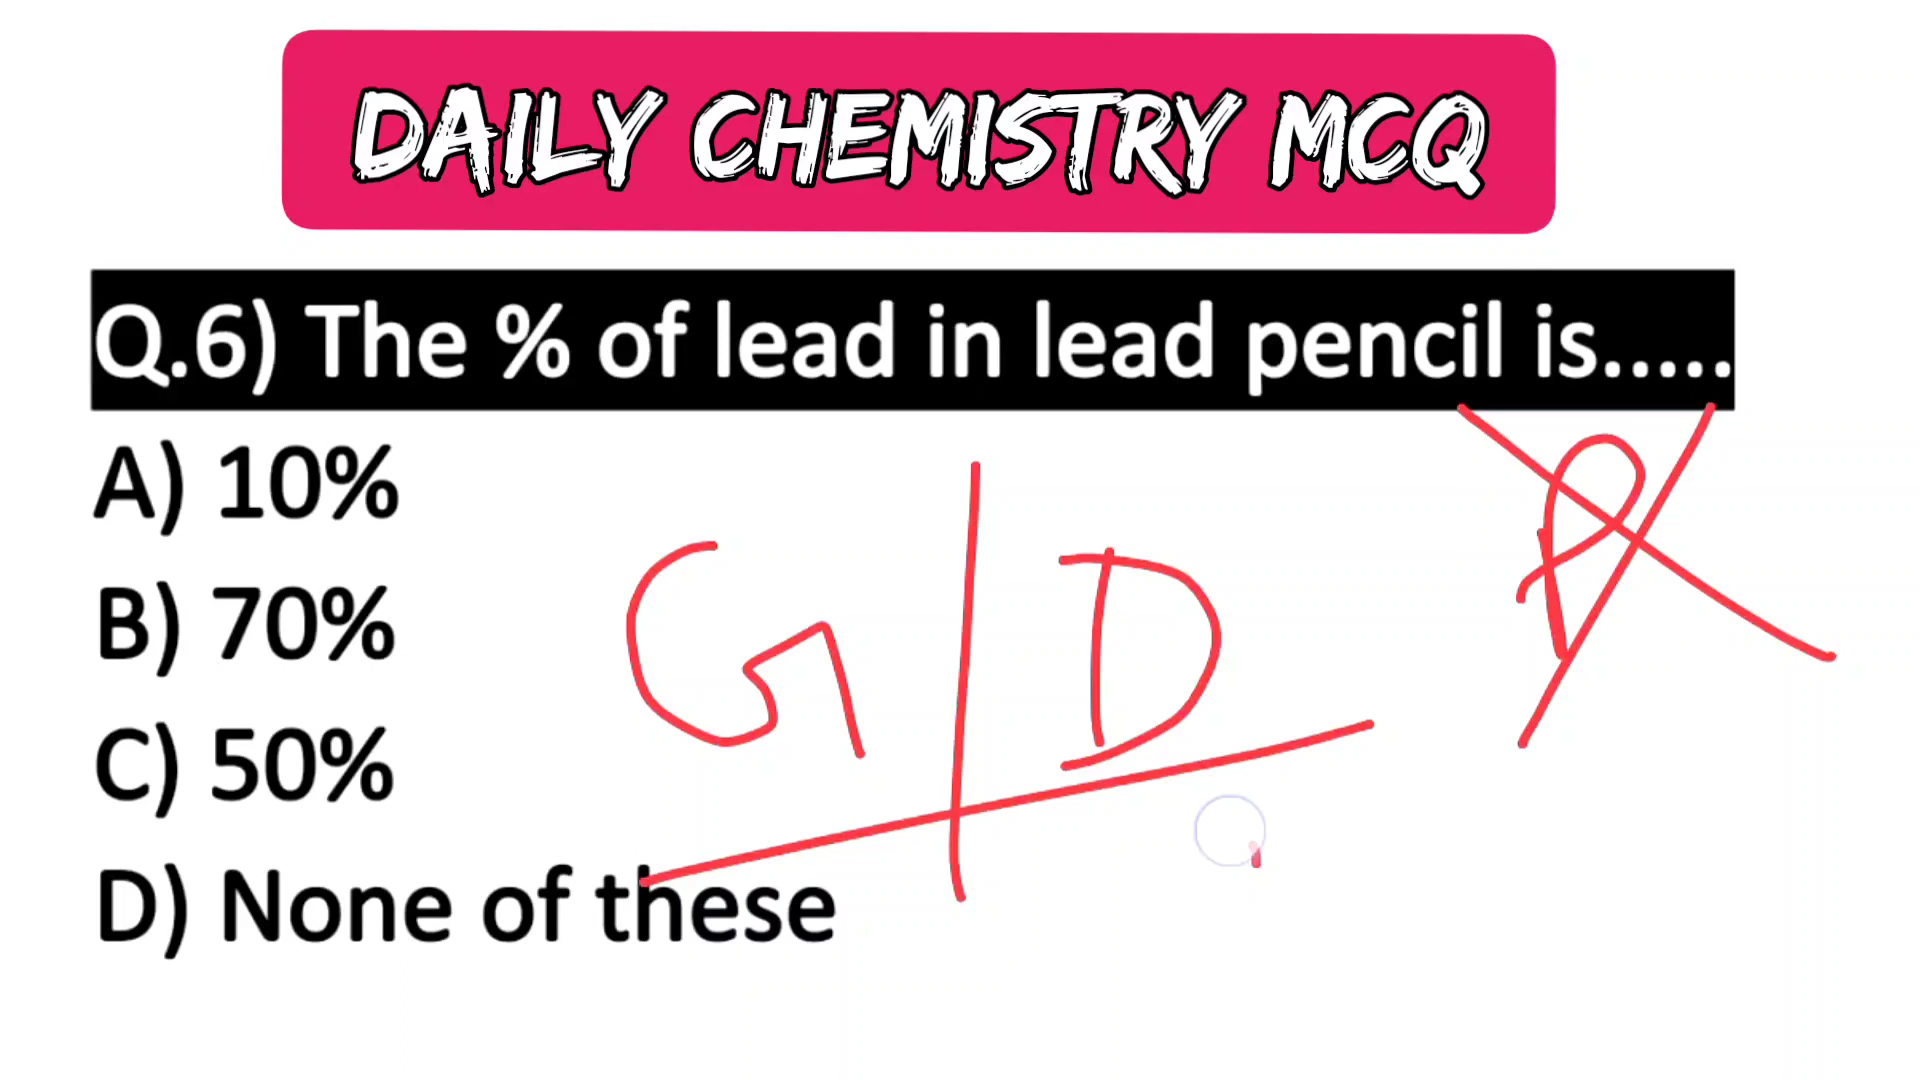 DAILY CHEMISTRY MCQ
Q.6) The % of lead in lead pencil is.....
A) 10%
B) 70%
C) 50%
D) None of these
G D